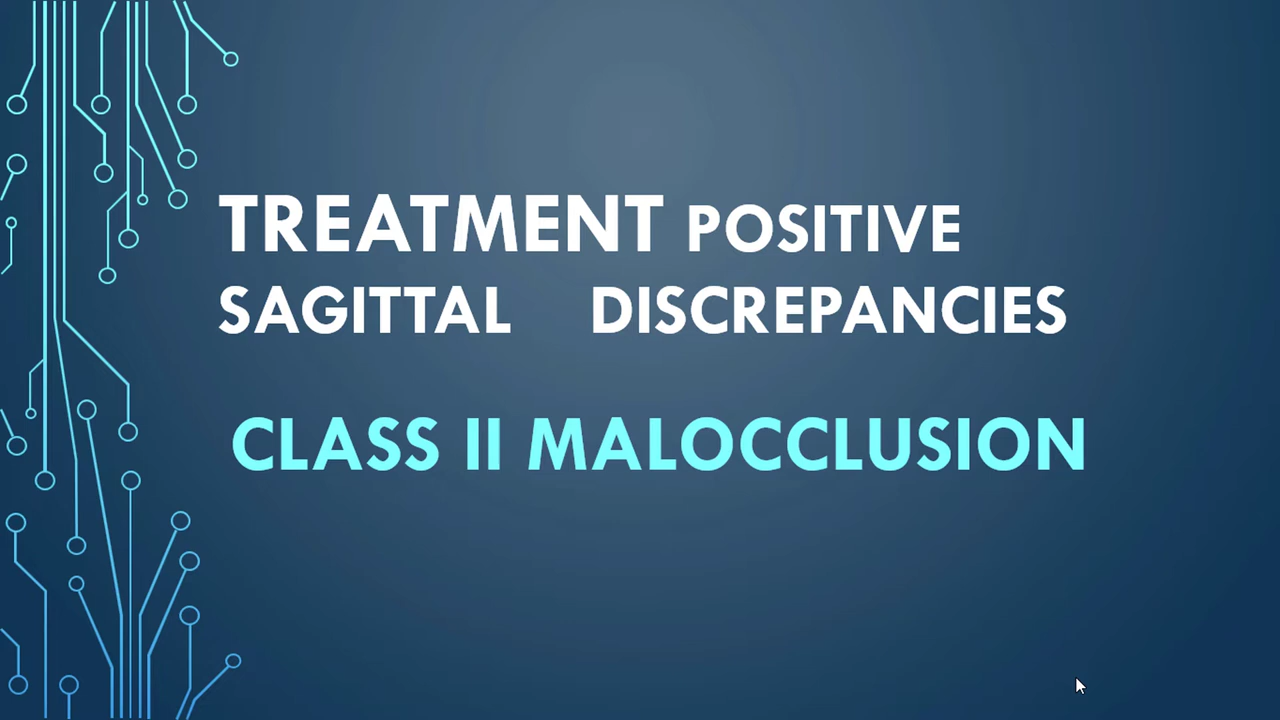 TREATMENT POSITIVE
SAGITTAL DISCREPANCIES
CLASS II MALOCCLUSION